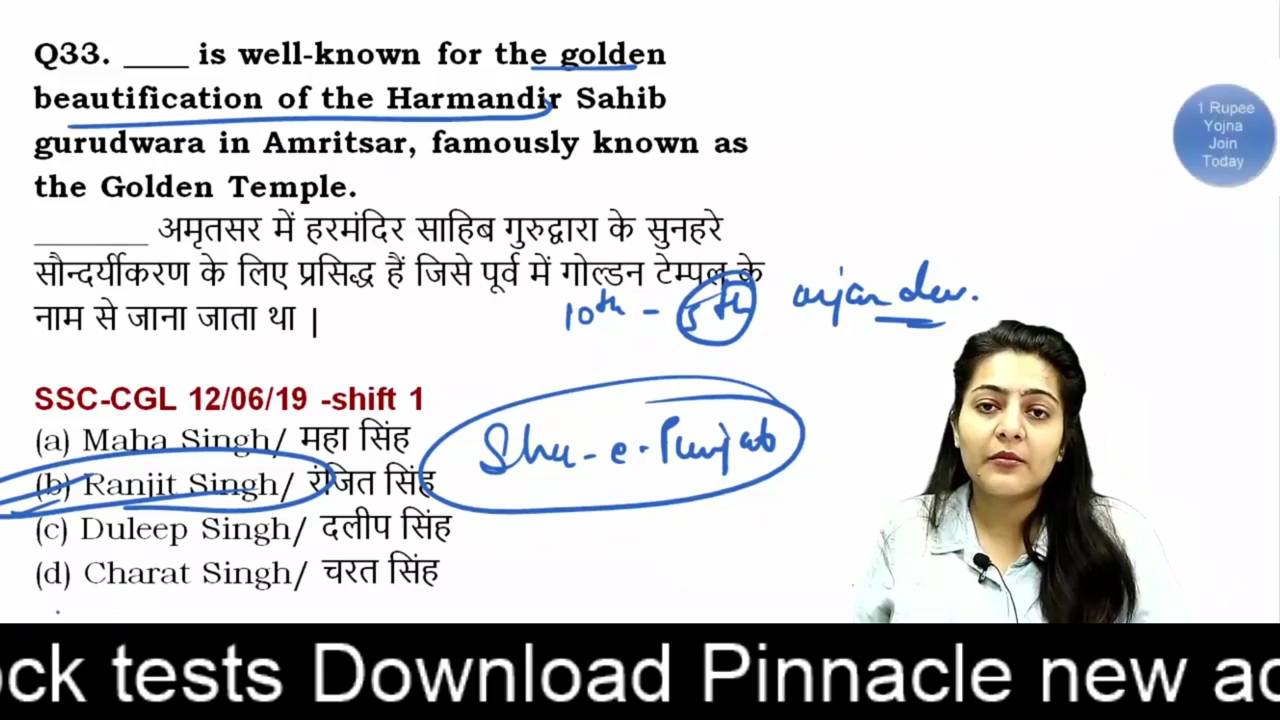 Q33. ____ is well-known for the golden
beautification of the Harmandir Sahib
gurudwara in Amritsar, famously known as
the Golden Temple.
_______ अमृतसर में हरमंदिर साहिब गुरुद्वारा के सुनहरे
सौन्दर्यीकरण के लिए प्रसिद्ध हैं जिसे पूर्व में गोल्डन टेम्पल के
नाम से जाना जाता था |
10th - 5th arjan dev.
SSC-CGL 12/06/19 -shift 1
(a) Maha Singh/ महा सिंह
(b) Ranjit Singh/ रंजित सिंह
Sher-e-Punjab
(c) Duleep Singh/ दलीप सिंह
(d) Charat Singh/ चरत सिंह
1 Rupee
Yojna
Join
Today
ock tests Download Pinnacle new ad